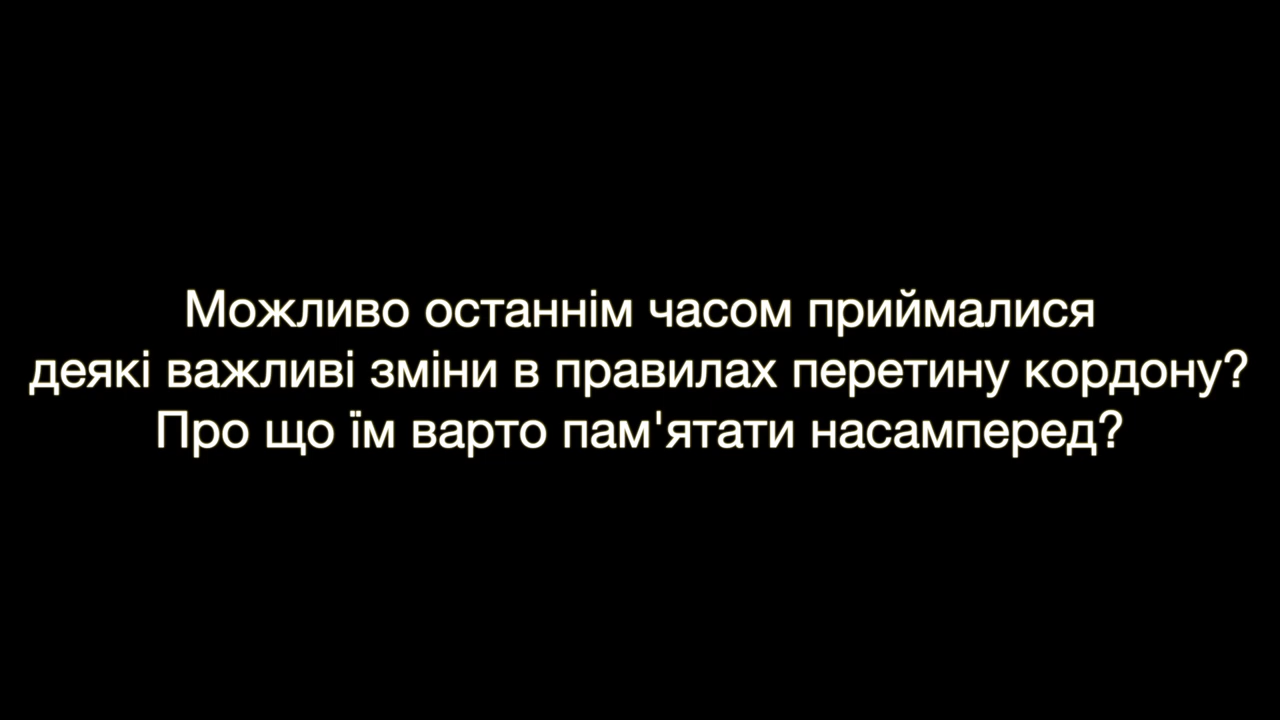 Можливо останнім часом приймалися
деякі важливі зміни в правилах перетину кордону?
Про що їм варто пам'ятати насамперед?